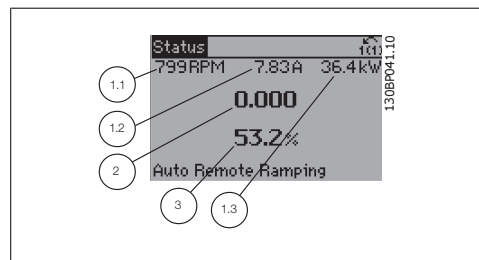 Status 1(1)
799RPM 7.83A 36.4kW
0.000
53.2%
Auto Remote Ramping
1.1
1.2
2
3
1.3
130BP041.10